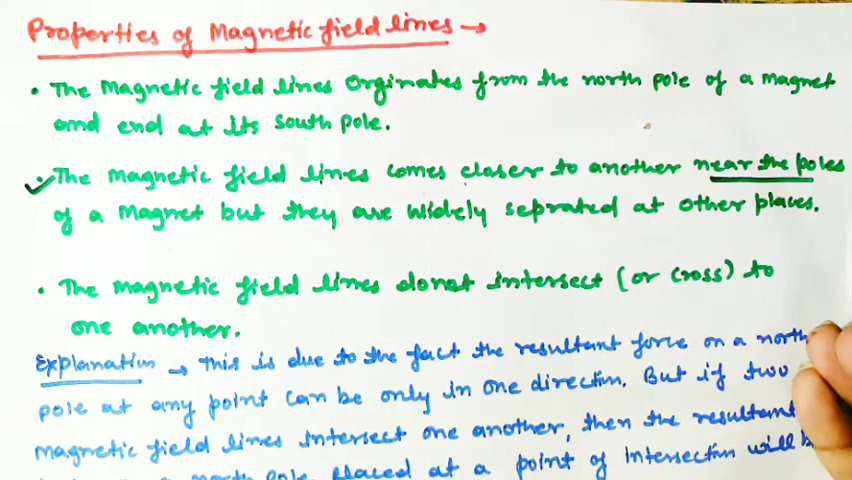 Properties of Magnetic field lines →
• The Magnetic field lines Orginates from the north pole of a magnet
and end at its south pole.
• The magnetic field lines comes closer to another near the poles
of a magnet but they are widely seprated at other places.
• The magnetic field lines donot intersect (or cross) to
one another.
Explanation → This is due to the fact the resultant force on a north
pole at any point can be only in one direction. But if two
magnetic field lines intersect one another, then the resultant
north pole placed at a point of intersection will